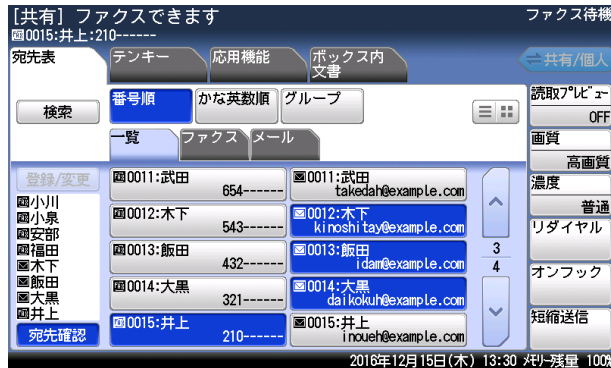 [共有] ファクスできます
ファクス待機
0015:井上:210------
宛先表
テンキー
応用機能
ボックス内
文書
共有/個人
検索
番号順
かな英数順
グループ
読取プレビュー
OFF
一覧
ファクス
メール
画質
高画質
登録/変更
小川
小泉
安部
福田
木下
飯田
大黒
井上
宛先確認
0011:武田
654------
0011:武田
takedah@example.com
0012:木下
543------
0012:木下
kinoshitay@example.com
0013:飯田
432------
0013:飯田
idam@example.com
0014:大黒
321------
0014:大黒
daikokuh@example.com
0015:井上
210------
0015:井上
inoueh@example.com
3
4
濃度
普通
リダイヤル
オンフック
短縮送信
2016年12月15日(木) 13:30 メモリー残量 100%